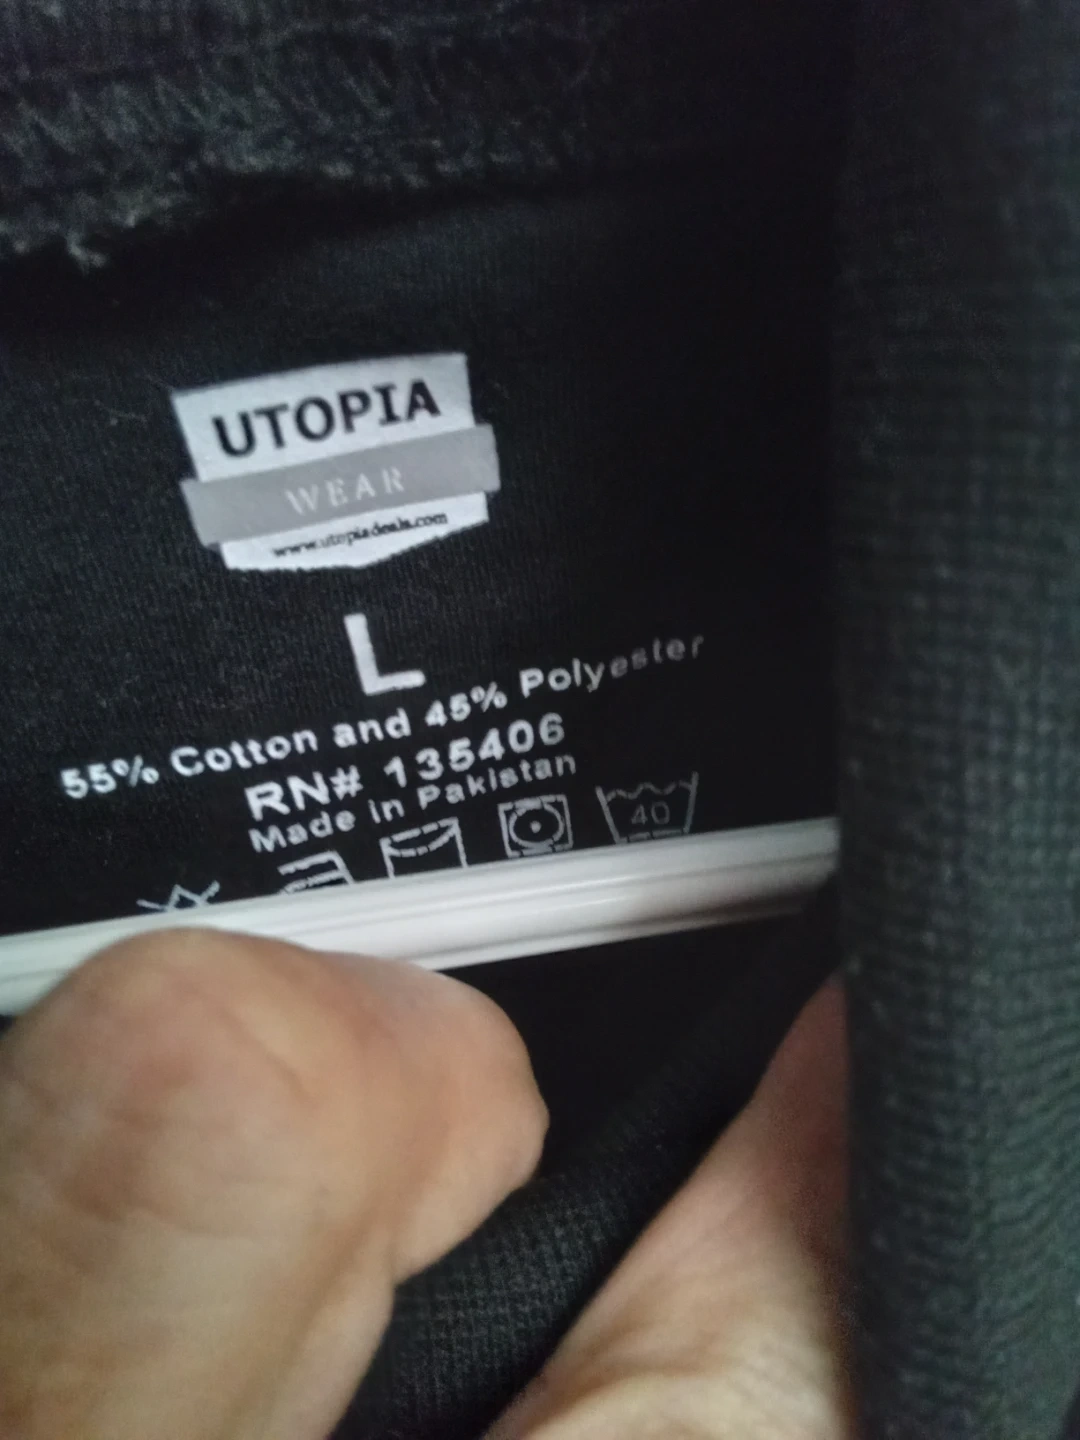 UTOPIA
WEAR
www.utopiadeals.com
L
55% Cotton and 45% Polyester
RN# 135406
Made in Pakistan
40